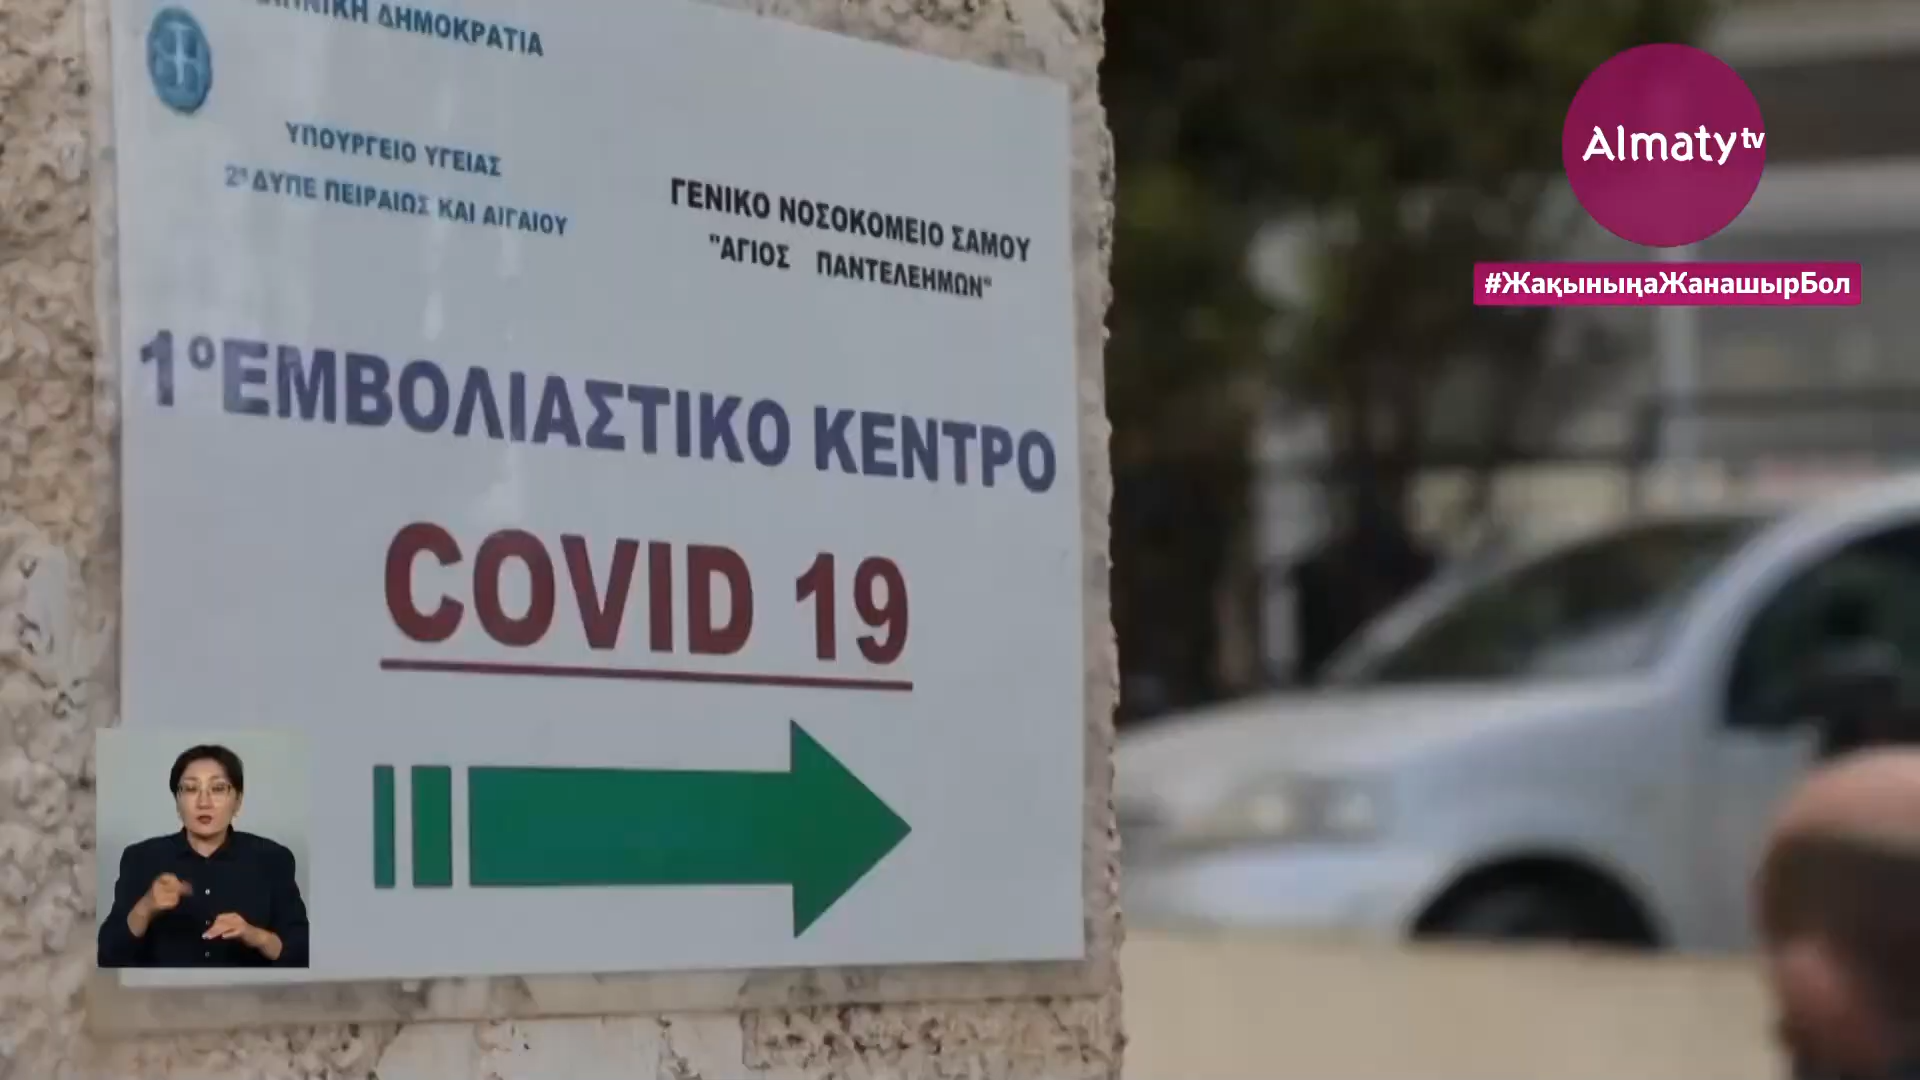 ΔΗΜΟΚΡΑΤΙΑ
ΥΠΟΥΡΓΕΙΟ ΥΓΕΙΑΣ
2η ΔΥΠΕ ΠΕΙΡΑΙΩΣ ΚΑΙ ΑΙΓΑΙΟΥ
ΓΕΝΙΚΟ ΝΟΣΟΚΟΜΕΙΟ ΣΑΜΟΥ
"ΑΓΙΟΣ ΠΑΝΤΕΛΕΗΜΩΝ"
1ο ΕΜΒΟΛΙΑΣΤΙΚΟ ΚΕΝΤΡΟ
COVID 19
Almaty tv
#ЖақыныңаЖанашырБол